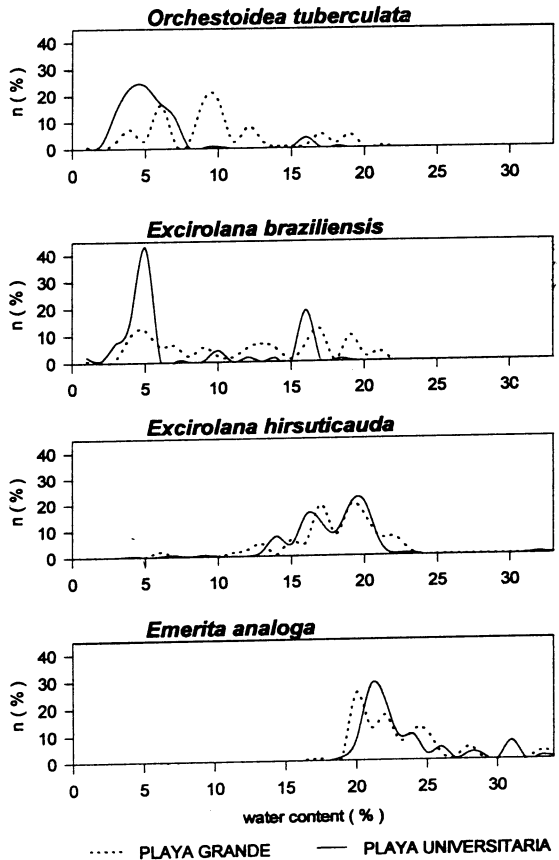 Orchestoidea tuberculata
n ( % )
40
30
20
10
0
0 5 10 15 20 25 30
Excirolana braziliensis
n ( % )
40
30
20
10
0
0 5 10 15 20 25 30
Excirolana hirsuticauda
n ( % )
40
30
20
10
0
0 5 10 15 20 25 30
Emerita analoga
n ( % )
40
30
20
10
0
0 5 10 15 20 25 30
water content ( % )
PLAYA GRANDE PLAYA UNIVERSITARIA